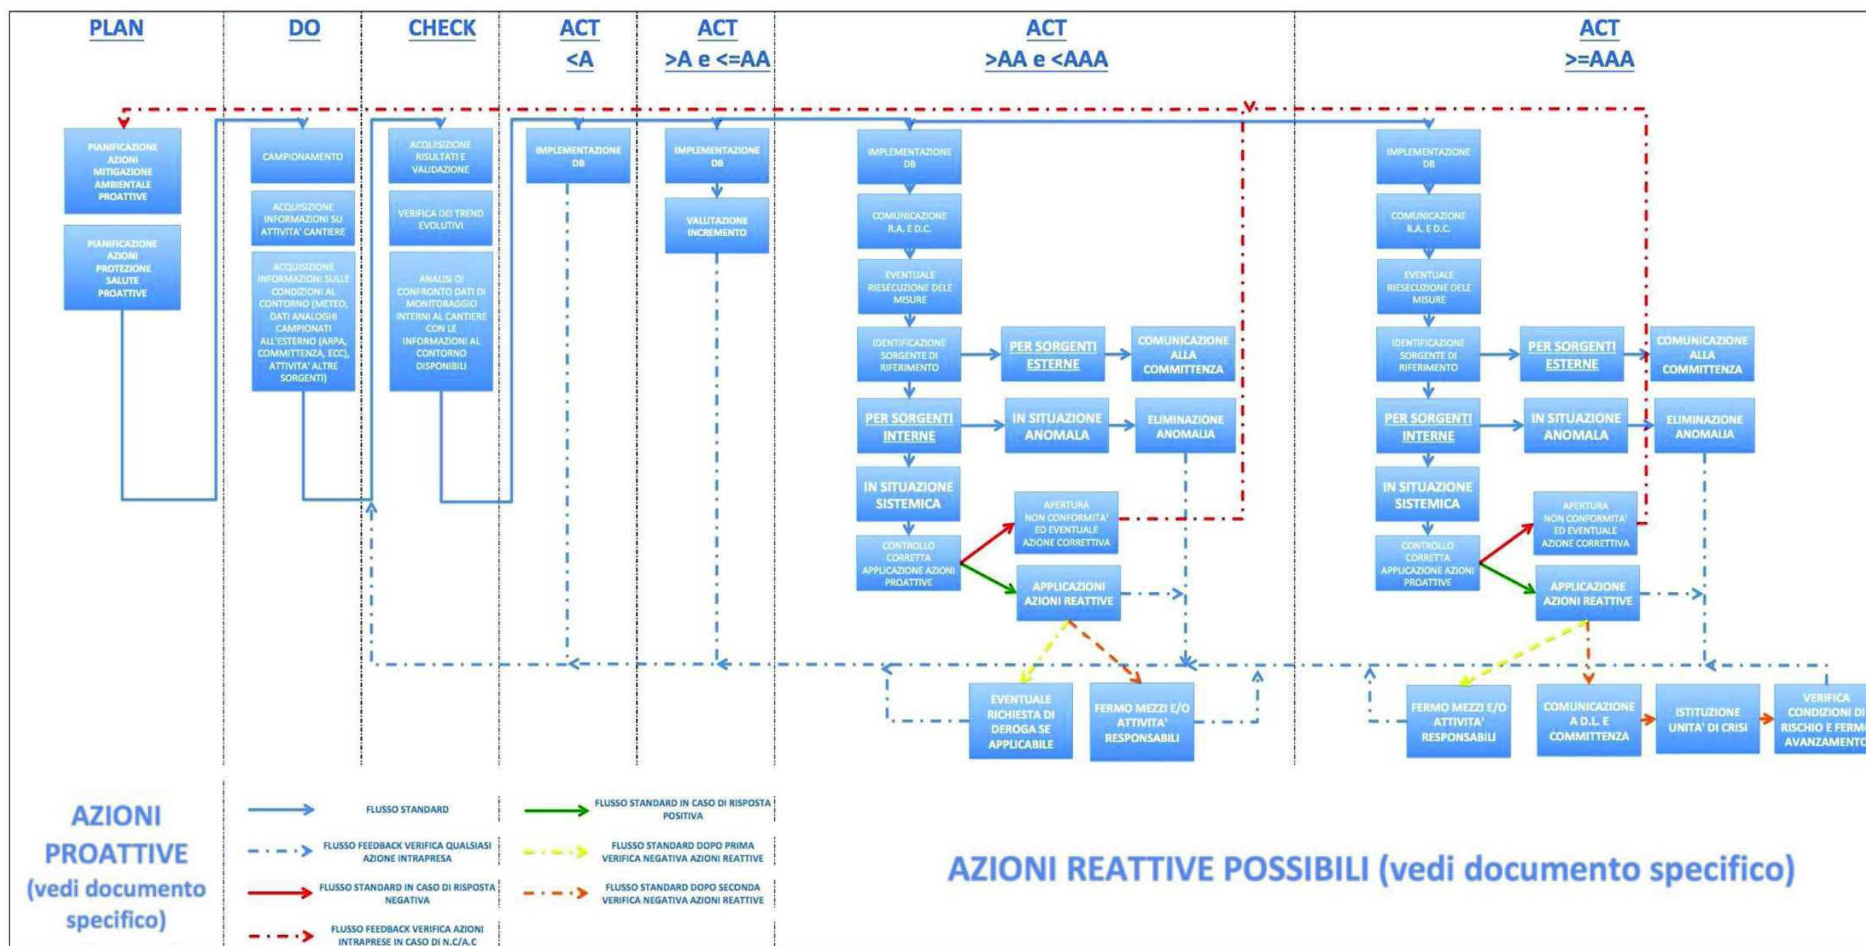 PLAN
DO
CHECK
ACT
<A
ACT
>A e <=AA
ACT
>AA e <AAA
ACT
>=AAA
PIANIFICAZIONE
AZIONI
MITIGAZIONE
AMBIENTALE
PROATTIVE
PIANIFICAZIONE
AZIONI
PROTEZIONE
SALUTE
PROATTIVE
CAMPIONAMENTO
ACQUISIZIONE
INFORMAZIONI SU
ATTIVITA' CANTIERE
ACQUISIZIONE
INFORMAZIONI SULLE
CONDIZIONI AL
CONTORNO (METEO,
DATI ANALOGHI
CAMPIONATI
ALL'ESTERNO (ARPA,
COMMITTENZA, ECC),
ATTIVITA' ALTRE
SORGENTI)
ACQUISIZIONE
RISULTATI E
VALIDAZIONE
VERIFICA DEI TREND
EVOLUTIVI
ANALISI DI
CONFRONTO DATI DI
MONITORAGGIO
INTERNI AL CANTIERE
CON LE
INFORMAZIONI AL
CONTORNO
DISPONIBILI
IMPLEMENTAZIONE
DB
IMPLEMENTAZIONE
DB
VALUTAZIONE
INCREMENTO
IMPLEMENTAZIONE
DB
COMUNICAZIONE
R.A. E D.C.
EVENTUALE
RIESECUZIONE DELE
MISURE
IDENTIFICAZIONE
SORGENTE DI
RIFERIMENTO
PER SORGENTI
ESTERNE
COMUNICAZIONE
ALLA
COMMITTENZA
PER SORGENTI
INTERNE
IN SITUAZIONE
ANOMALA
ELIMINAZIONE
ANOMALIA
IN SITUAZIONE
SISTEMICA
CONTROLLO
CORRETTA
APPLICAZIONE AZIONI
PROATTIVE
APERTURA
NON CONFORMITA'
ED EVENTUALE
AZIONE CORRETTIVA
APPLICAZIONI
AZIONI REATTIVE
EVENTUALE
RICHIESTA DI
DEROGA SE
APPLICABILE
FERMO MEZZI E/O
ATTIVITA'
RESPONSABILI
IMPLEMENTAZIONE
DB
COMUNICAZIONE
R.A. E D.C.
EVENTUALE
RIESECUZIONE DELE
MISURE
IDENTIFICAZIONE
SORGENTE DI
RIFERIMENTO
PER SORGENTI
ESTERNE
COMUNICAZIONE
ALLA
COMMITTENZA
PER SORGENTI
INTERNE
IN SITUAZIONE
ANOMALA
ELIMINAZIONE
ANOMALIA
IN SITUAZIONE
SISTEMICA
CONTROLLO
CORRETTA
APPLICAZIONE AZIONI
PROATTIVE
APERTURA
NON CONFORMITA'
ED EVENTUALE
AZIONE CORRETTIVA
APPLICAZIONE
AZIONI REATTIVE
FERMO MEZZI E/O
ATTIVITA'
RESPONSABILI
COMUNICAZIONE
A D.L. E
COMMITTENZA
ISTITUZIONE
UNITA' DI CRISI
VERIFICA
CONDIZIONI DI
RISCHIO E FERMO
AVANZAMENTO
AZIONI
PROATTIVE
(vedi documento
specifico)
FLUSSO STANDARD
FLUSSO FEEDBACK VERIFICA QUALSIASI
AZIONE INTRAPRESA
FLUSSO STANDARD IN CASO DI RISPOSTA
NEGATIVA
FLUSSO FEEDBACK VERIFICA AZIONI
INTRAPRESE IN CASO DI N.C/A.C
FLUSSO STANDARD IN CASO DI RISPOSTA
POSITIVA
FLUSSO STANDARD DOPO PRIMA
VERIFICA NEGATIVA AZIONI REATTIVE
FLUSSO STANDARD DOPO SECONDA
VERIFICA NEGATIVA AZIONI REATTIVE
AZIONI REATTIVE POSSIBILI (vedi documento specifico)